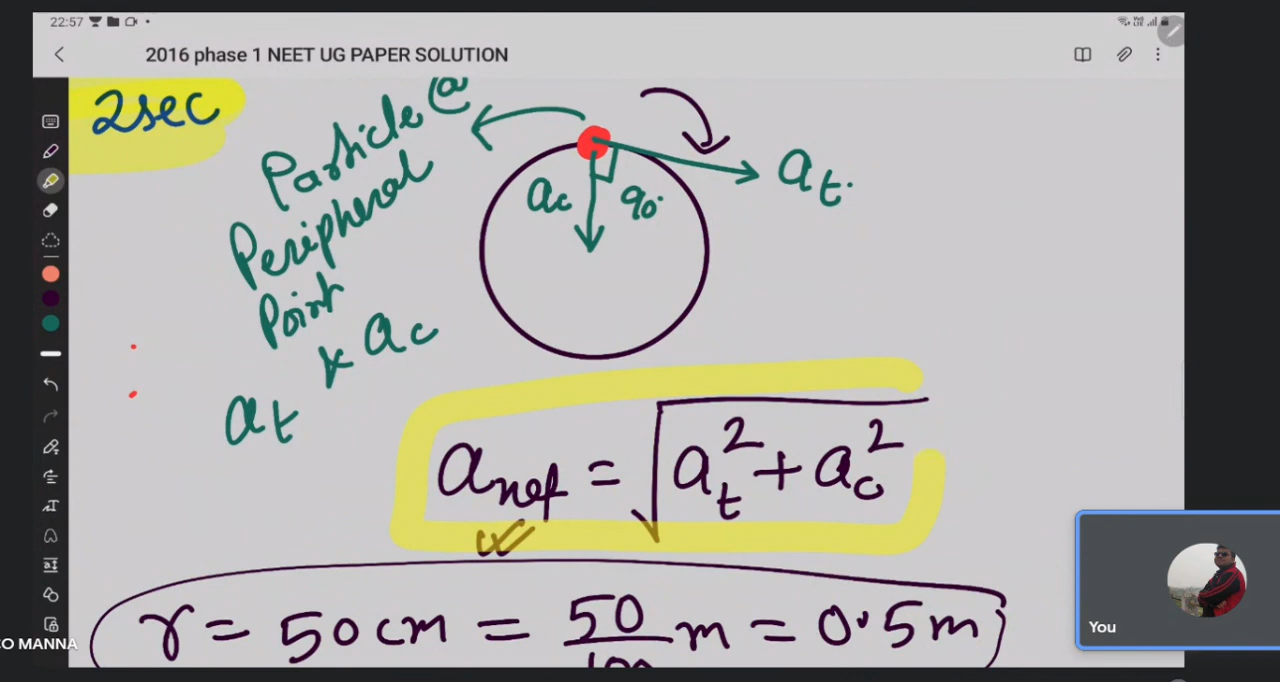 22:57
2016 phase 1 NEET UG PAPER SOLUTION
2sec
Particle @
Peripheral
Point
at & ac
ac
90°
at.
anet = √at² + ac²
r = 50 cm = 50/100 m = 0.5 m
CO MANNA
You